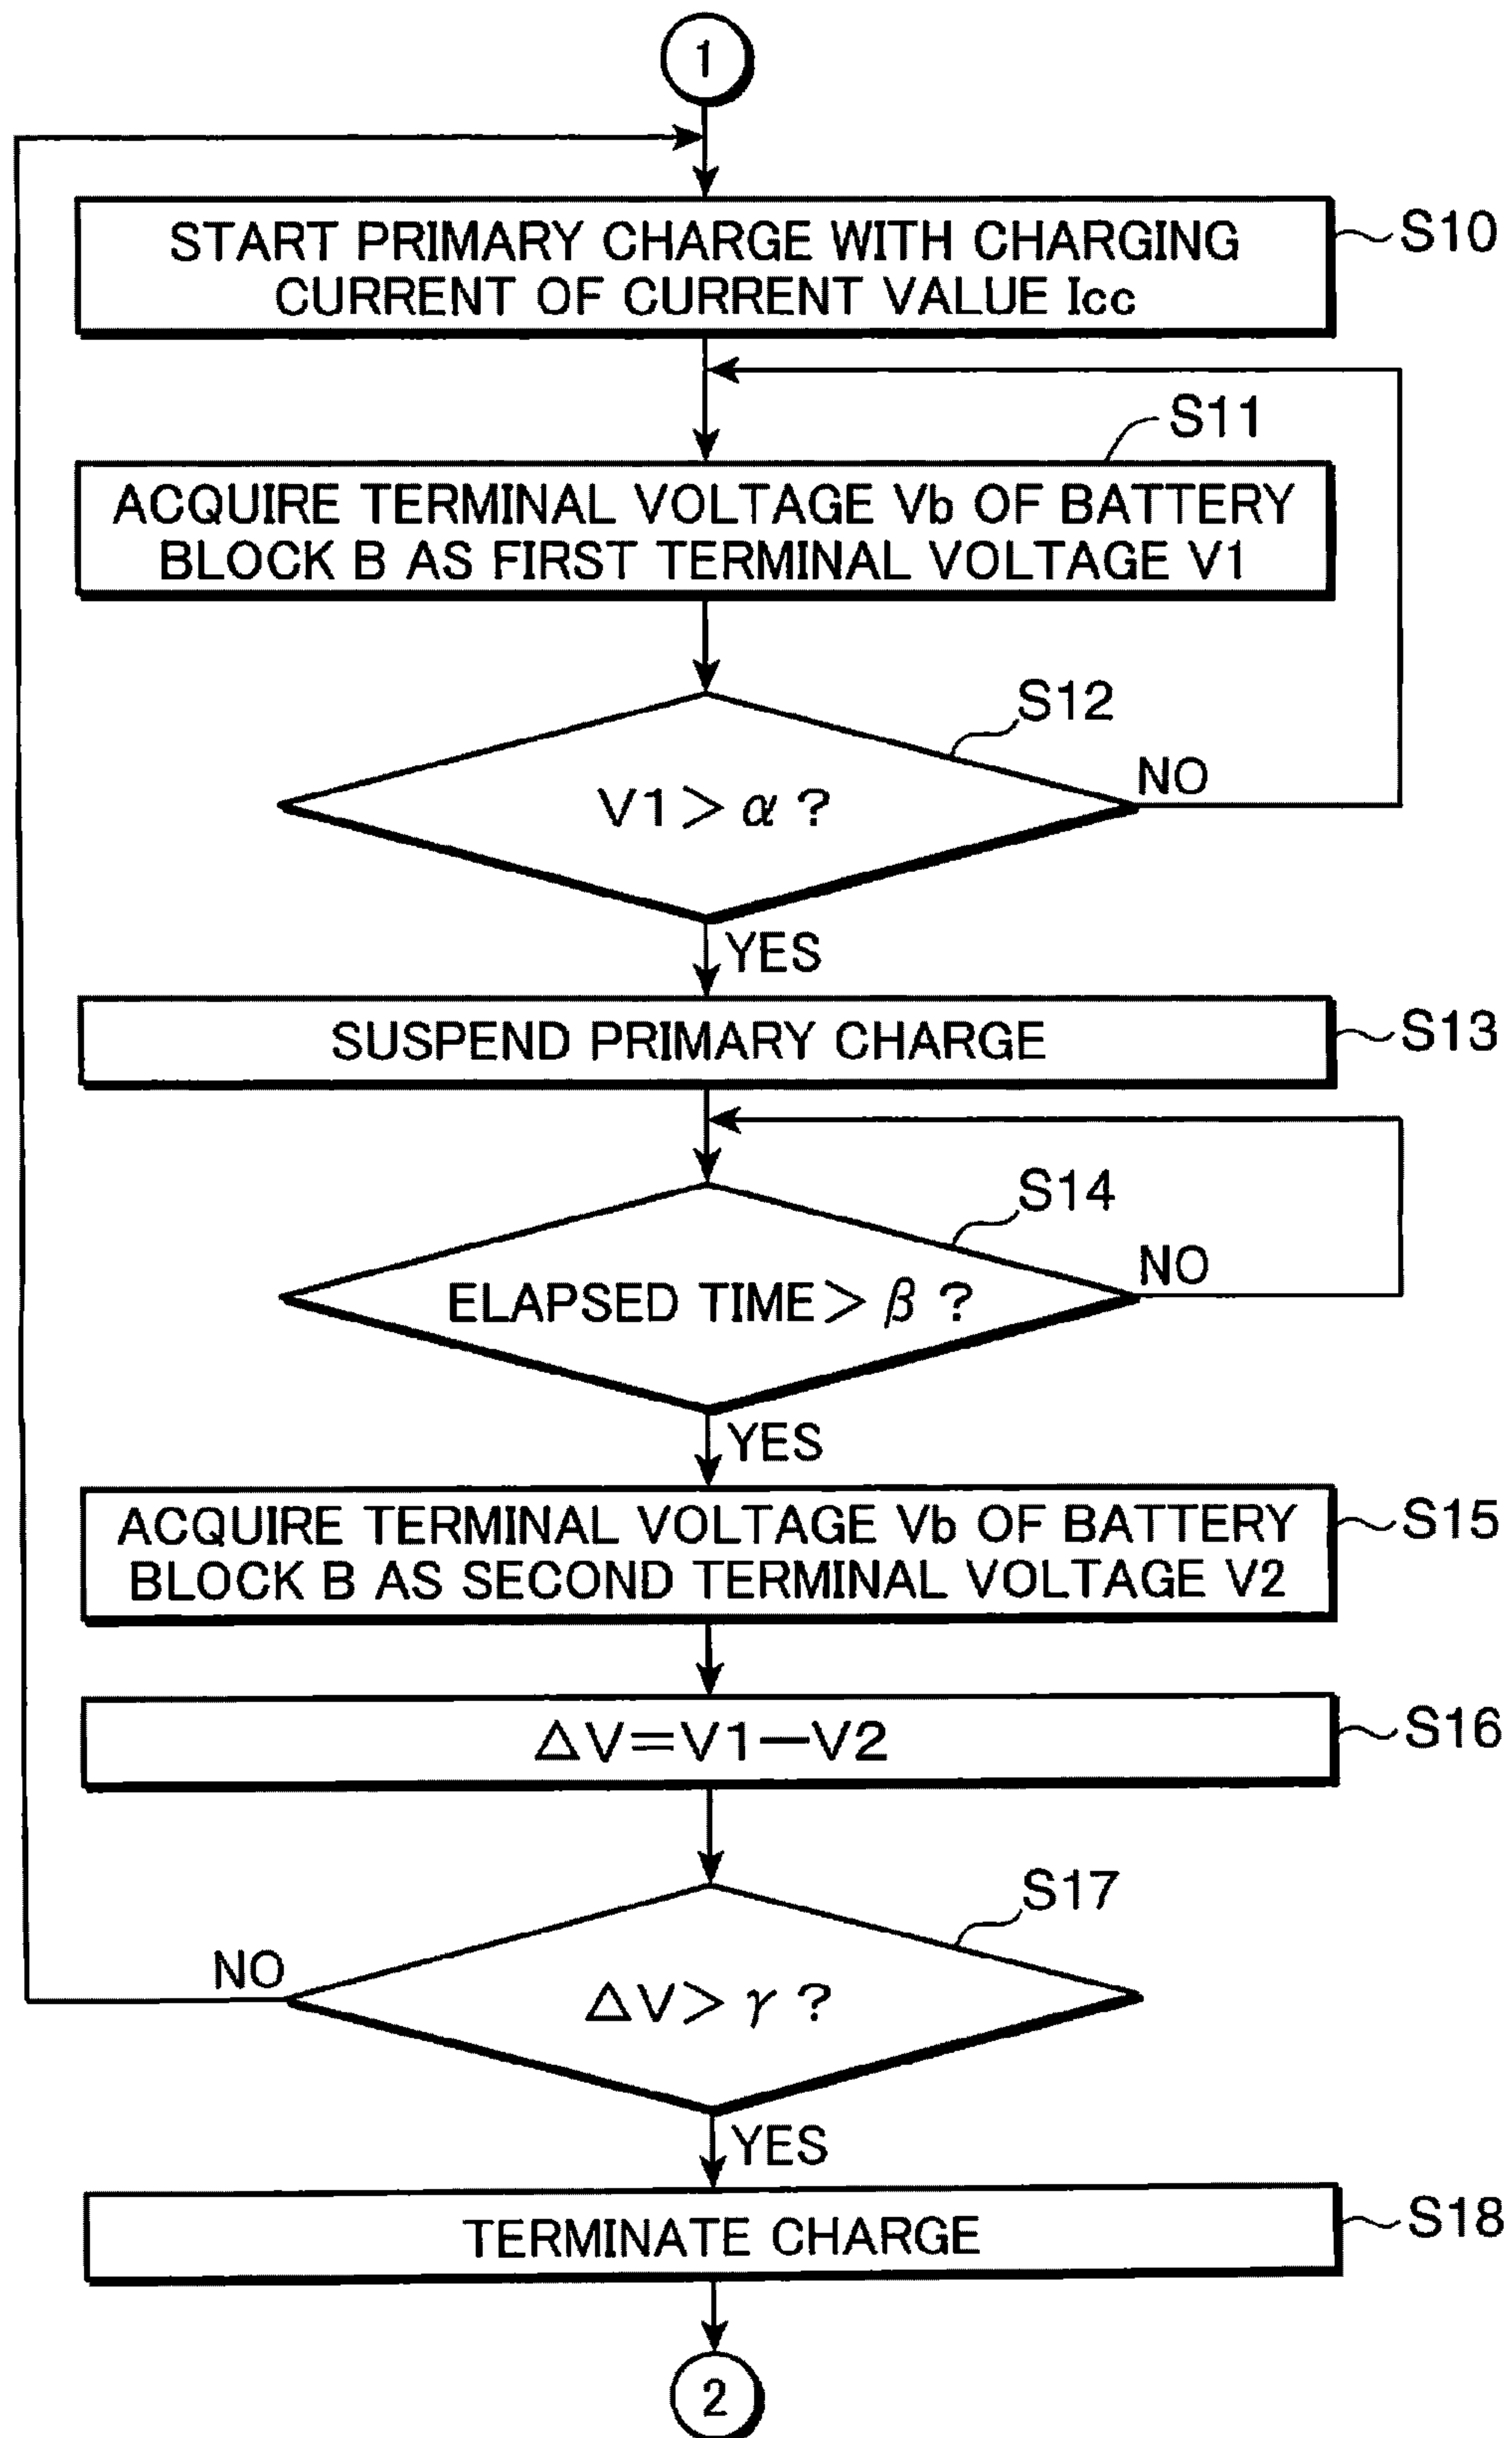 1
START PRIMARY CHARGE WITH CHARGING
CURRENT OF CURRENT VALUE Icc
S10
S11
ACQUIRE TERMINAL VOLTAGE Vb OF BATTERY
BLOCK B AS FIRST TERMINAL VOLTAGE V1
S12
V1>α?
NO
YES
SUSPEND PRIMARY CHARGE
S13
S14
ELAPSED TIME>β?
NO
YES
ACQUIRE TERMINAL VOLTAGE Vb OF BATTERY
BLOCK B AS SECOND TERMINAL VOLTAGE V2
S15
△V=V1−V2
S16
S17
NO
△V>γ?
YES
TERMINATE CHARGE
S18
2